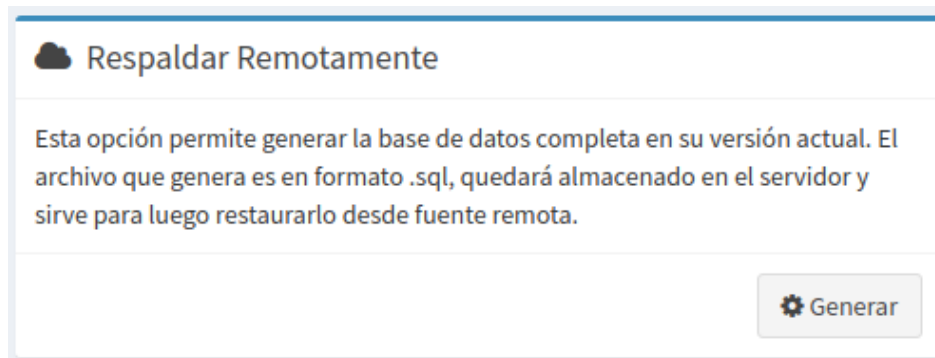 Respaldar Remotamente
Esta opción permite generar la base de datos completa en su versión actual. El
archivo que genera es en formato .sql, quedará almacenado en el servidor y
sirve para luego restaurarlo desde fuente remota.
Generar